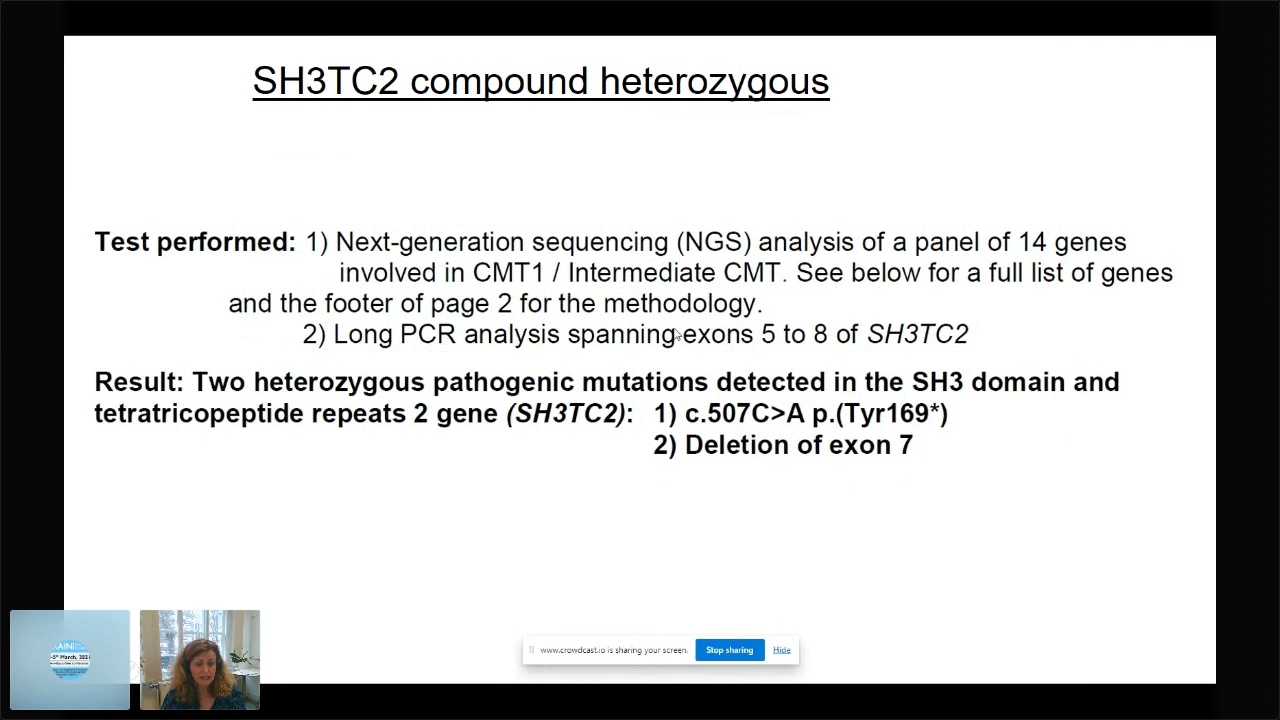 SH3TC2 compound heterozygous
Test performed: 1) Next-generation sequencing (NGS) analysis of a panel of 14 genes
involved in CMT1 / Intermediate CMT. See below for a full list of genes
and the footer of page 2 for the methodology.
2) Long PCR analysis spanning exons 5 to 8 of SH3TC2
Result: Two heterozygous pathogenic mutations detected in the SH3 domain and
tetratricopeptide repeats 2 gene (SH3TC2): 1) c.507C>A p.(Tyr169*)
2) Deletion of exon 7
www.crowdcast.io is sharing your screen. Stop sharing Hide